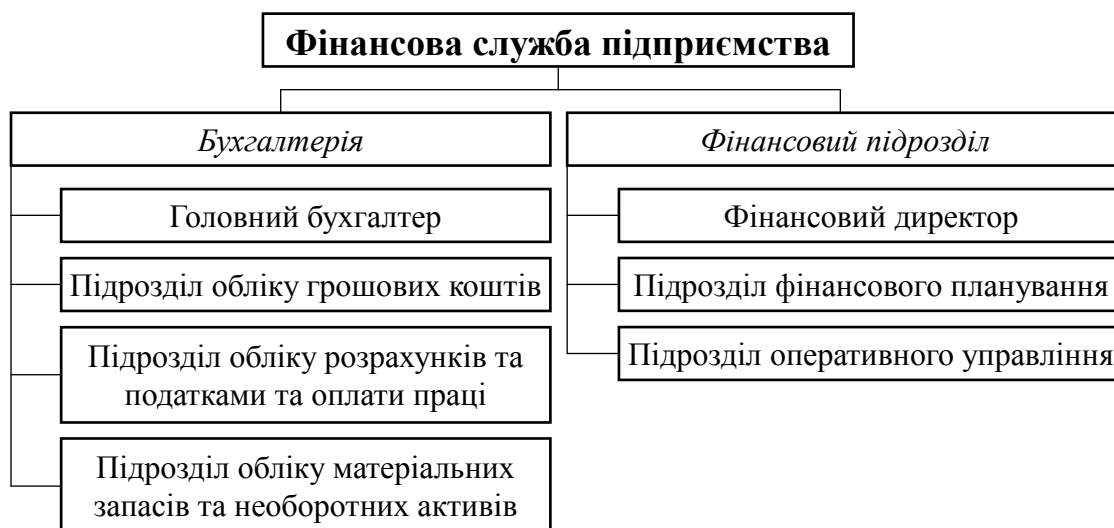 Фінансова служба підприємства
Бухгалтерія
Головний бухгалтер
Підрозділ обліку грошових коштів
Підрозділ обліку розрахунків та
податками та оплати праці
Підрозділ обліку матеріальних
запасів та необоротних активів
Фінансовий підрозділ
Фінансовий директор
Підрозділ фінансового планування
Підрозділ оперативного управління